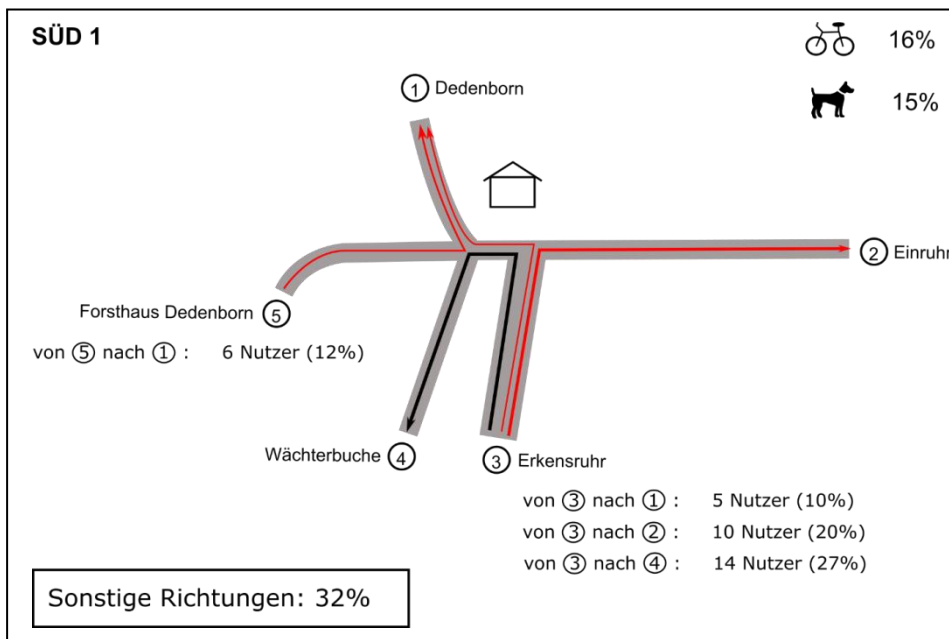 SÜD 1
16%
15%
1 Dedenborn
2 Einruhr
Forsthaus Dedenborn 5
von 5 nach 1 : 6 Nutzer (12%)
Wächterbuche 4
3 Erkensruhr
von 3 nach 1 : 5 Nutzer (10%)
von 3 nach 2 : 10 Nutzer (20%)
von 3 nach 4 : 14 Nutzer (27%)
Sonstige Richtungen: 32%